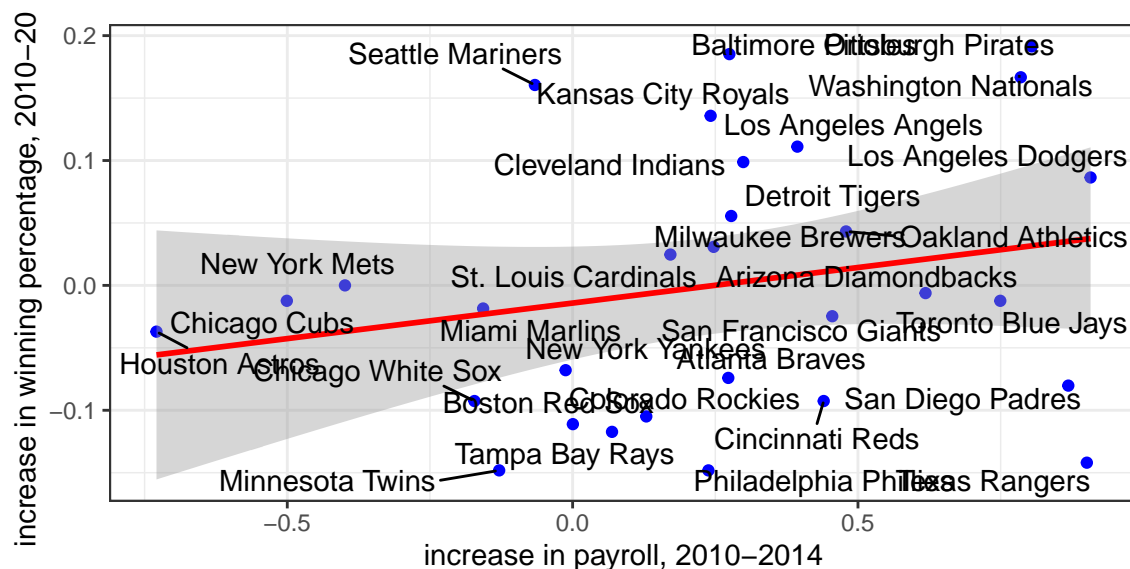 increase in winning percentage, 2010−20
0.2
0.1
0.0
−0.1
Seattle Mariners
Baltimore Orioles
Pittsburgh Pirates
Washington Nationals
Kansas City Royals
Los Angeles Angels
Cleveland Indians
Los Angeles Dodgers
Detroit Tigers
Milwaukee Brewers
Oakland Athletics
New York Mets
St. Louis Cardinals
Arizona Diamondbacks
Chicago Cubs
Miami Marlins
San Francisco Giants
Toronto Blue Jays
New York Yankees
Houston Astros
Chicago White Sox
Atlanta Braves
Boston Red Sox
Colorado Rockies
San Diego Padres
Cincinnati Reds
Tampa Bay Rays
Minnesota Twins
Philadelphia Phillies
Texas Rangers
−0.5
0.0
0.5
increase in payroll, 2010−2014